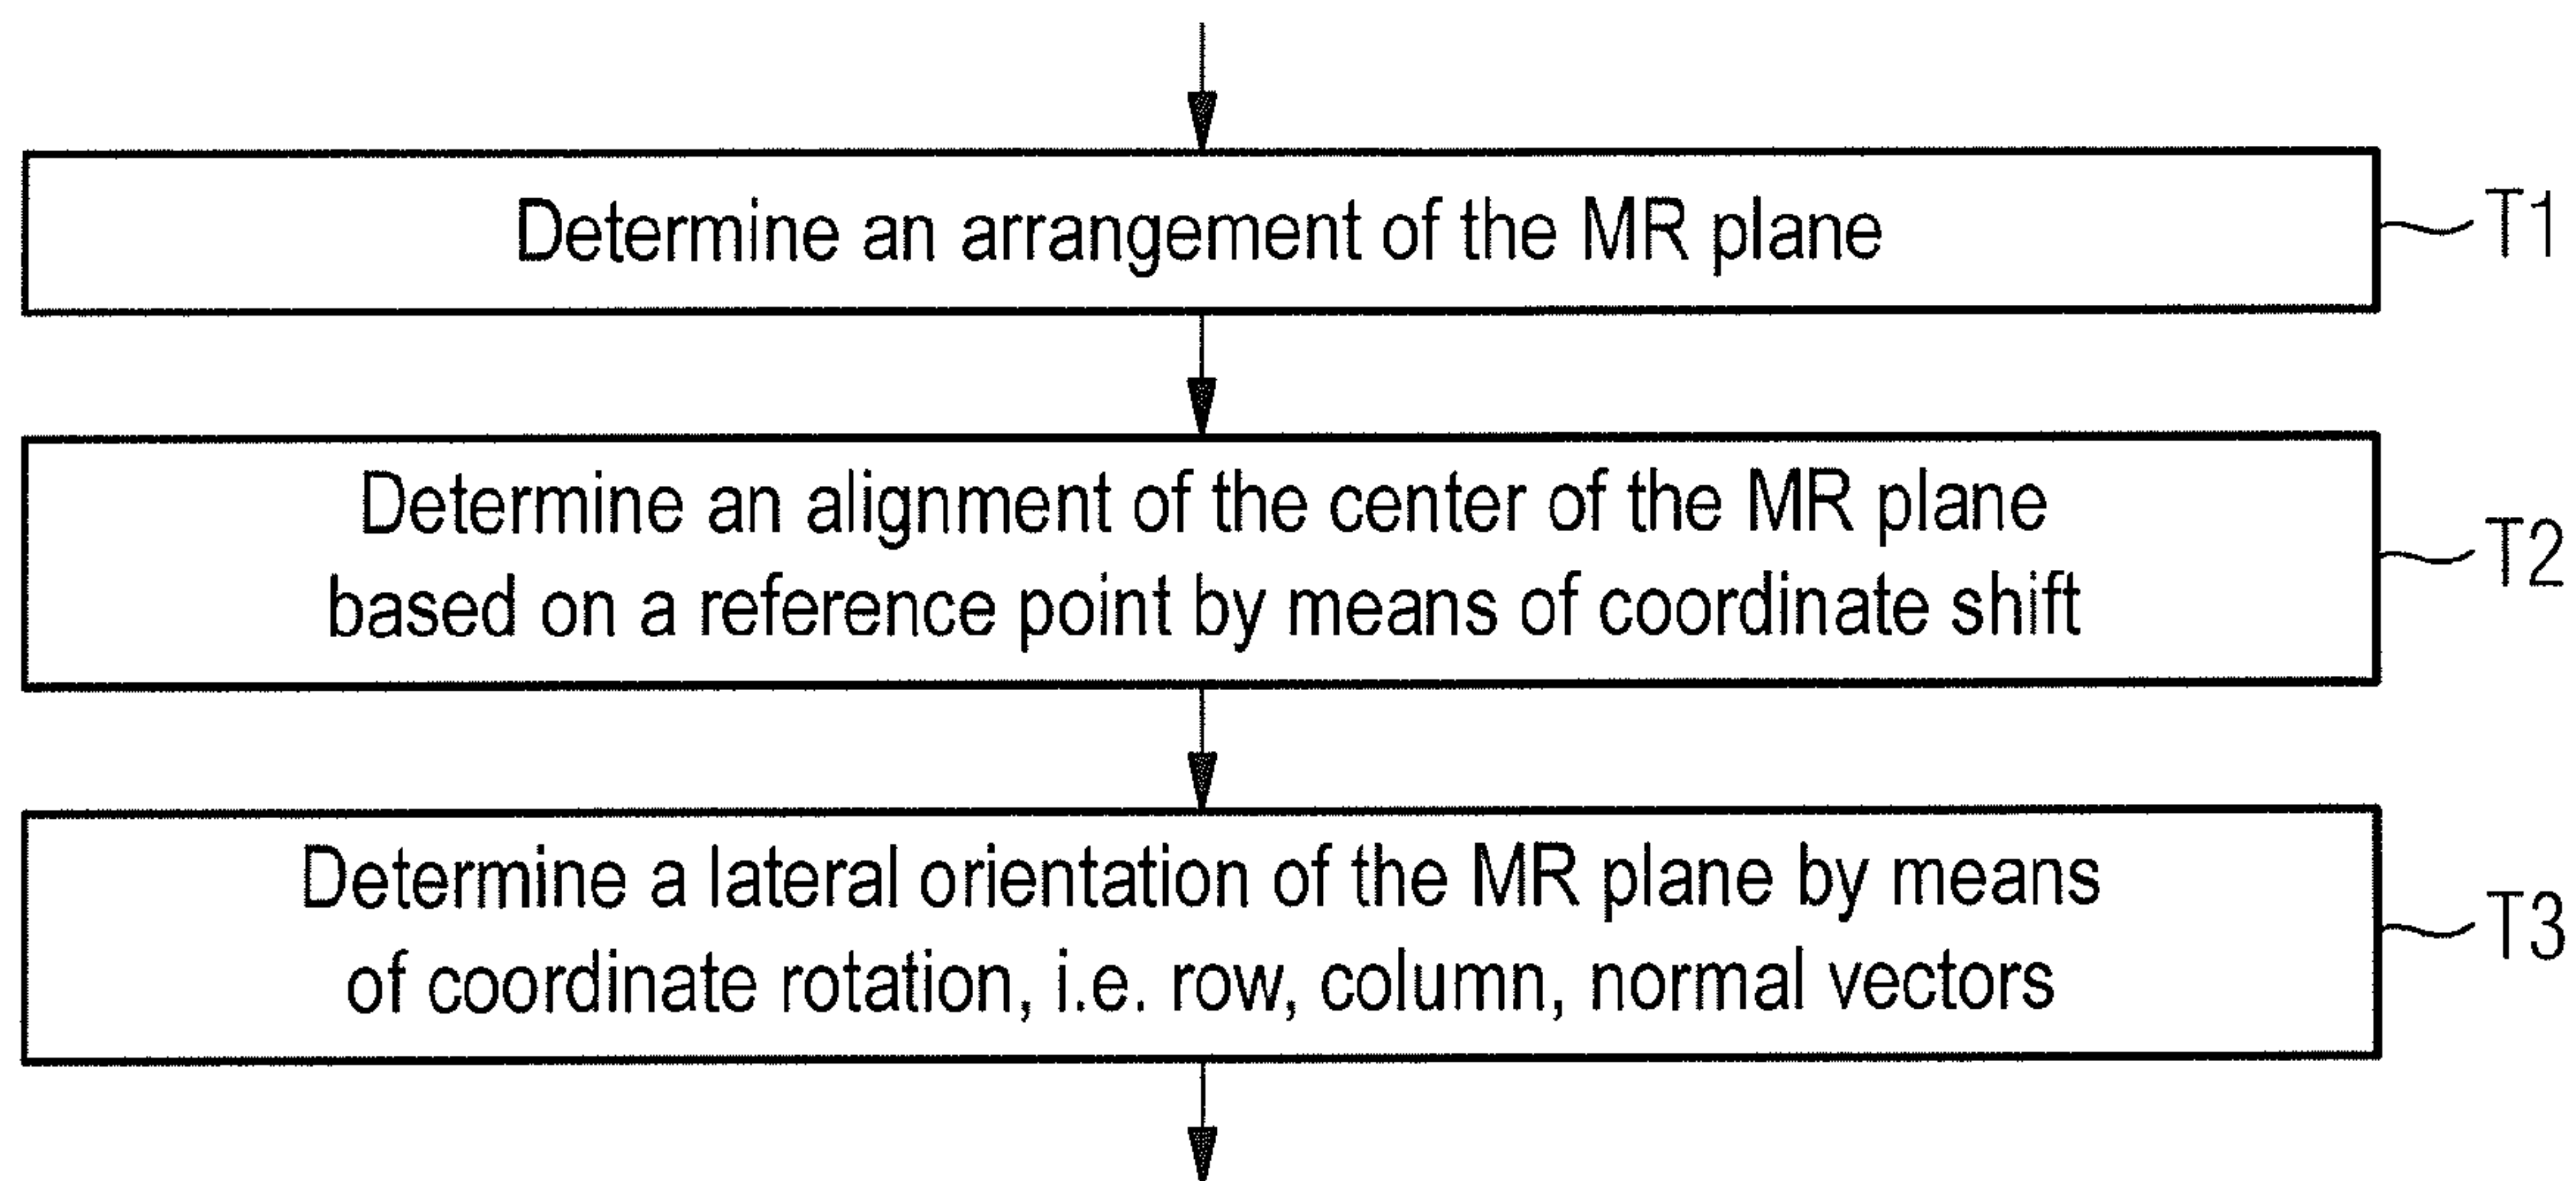 Determine an arrangement of the MR plane
T1
Determine an alignment of the center of the MR plane
based on a reference point by means of coordinate shift
T2
Determine a lateral orientation of the MR plane by means
of coordinate rotation, i.e. row, column, normal vectors
T3